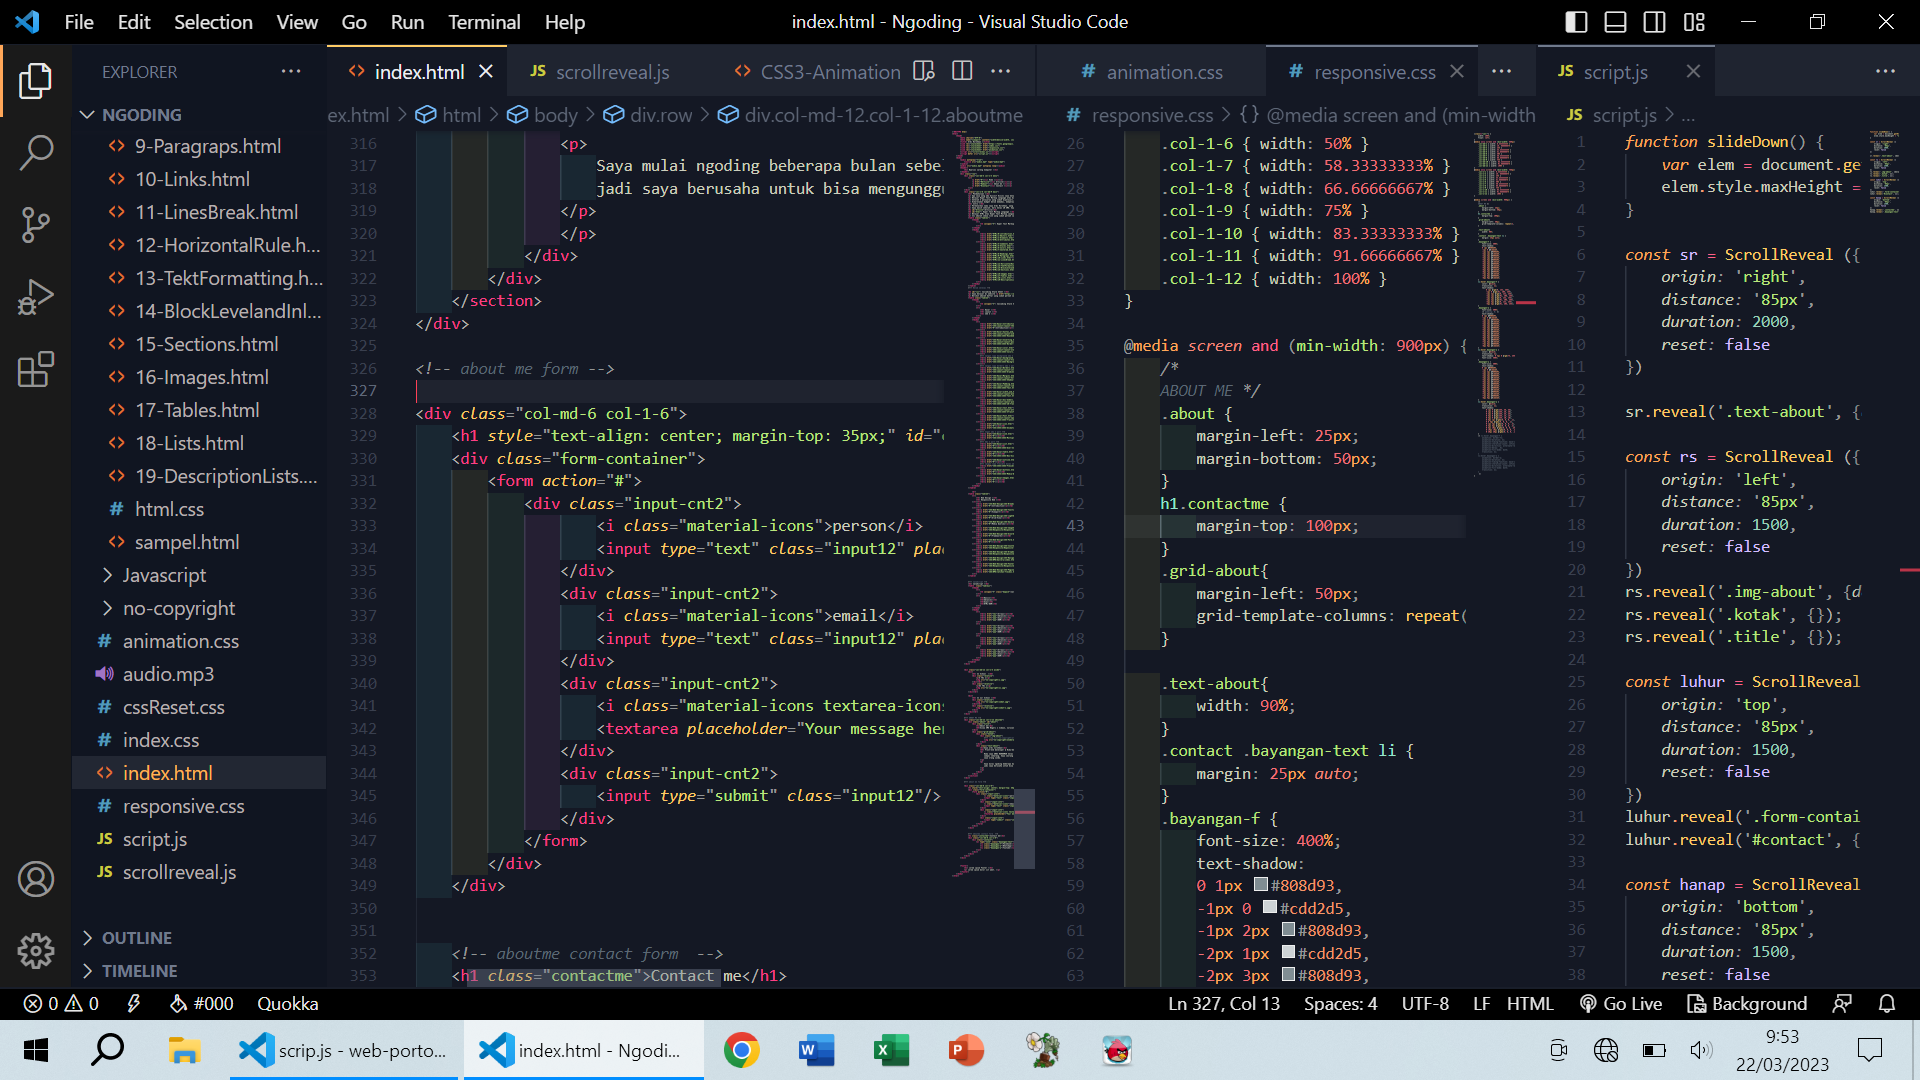 File Edit Selection View Go Run Terminal Help
index.html - Ngoding - Visual Studio Code
EXPLORER
NGODING
9-Paragraps.html
10-Links.html
11-LinesBreak.html
12-HorizontalRule.h...
13-TektFormatting.h...
14-BlockLevelandInl...
15-Sections.html
16-Images.html
17-Tables.html
18-Lists.html
19-DescriptionLists....
# html.css
sampel.html
Javascript
no-copyright
# animation.css
audio.mp3
# cssReset.css
# index.css
index.html
# responsive.css
JS script.js
JS scrollreveal.js
OUTLINE
TIMELINE
index.html
JS scrollreveal.js
CSS3-Animation
ex.html > html > body > div.row > div.col-md-12.col-1-12.aboutme
316 <p>
317 Saya mulai ngoding beberapa bulan sebel
318 jadi saya berusaha untuk bisa mengunggu
319 </p>
320 </p>
321 </div>
322 </div>
323 </section>
324 </div>
325
326 <!-- about me form -->
327
328 <div class="col-md-6 col-1-6">
329 <h1 style="text-align: center; margin-top: 35px;" id="c
330 <div class="form-container">
331 <form action="#">
332 <div class="input-cnt2">
333 <i class="material-icons">person</i>
334 <input type="text" class="input12" plac
335 </div>
336 <div class="input-cnt2">
337 <i class="material-icons">email</i>
338 <input type="text" class="input12" plac
339 </div>
340 <div class="input-cnt2">
341 <i class="material-icons textarea-icons
342 <textarea placeholder="Your message her
343 </div>
344 <div class="input-cnt2">
345 <input type="submit" class="input12"/>
346 </div>
347 </form>
348 </div>
349 </div>
350
351
352 <!-- aboutme contact form  -->
353 <h1 class="contactme">Contact me</h1>
# animation.css
# responsive.css
# responsive.css > {} @media screen and (min-width
26 .col-1-6 { width: 50% }
27 .col-1-7 { width: 58.33333333% }
28 .col-1-8 { width: 66.66666667% }
29 .col-1-9 { width: 75% }
30 .col-1-10 { width: 83.33333333% }
31 .col-1-11 { width: 91.66666667% }
32 .col-1-12 { width: 100% }
33 }
34
35 @media screen and (min-width: 900px) {
36 /*
37 ABOUT ME */
38 .about {
39 margin-left: 25px;
40 margin-bottom: 50px;
41 }
42 h1.contactme {
43 margin-top: 100px;
44 }
45 .grid-about{
46 margin-left: 50px;
47 grid-template-columns: repeat(
48 }
49
50 .text-about{
51 width: 90%;
52 }
53 .contact .bayangan-text li {
54 margin: 25px auto;
55 }
56 .bayangan-f {
57 font-size: 400%;
58 text-shadow:
59 0 1px #808d93,
60 -1px 0 #cdd2d5,
61 -1px 2px #808d93,
62 -2px 1px #cdd2d5,
63 -2px 3px #808d93,
JS script.js
JS script.js > ...
1 function slideDown() {
2 var elem = document.ge
3 elem.style.maxHeight =
4 }
5
6 const sr = ScrollReveal ({
7 origin: 'right',
8 distance: '85px',
9 duration: 2000,
10 reset: false
11 })
12
13 sr.reveal('.text-about', {
14
15 const rs = ScrollReveal ({
16 origin: 'left',
17 distance: '85px',
18 duration: 1500,
19 reset: false
20 })
21 rs.reveal('.img-about', {d
22 rs.reveal('.kotak', {});
23 rs.reveal('.title', {});
24
25 const luhur = ScrollReveal
26 origin: 'top',
27 distance: '85px',
28 duration: 1500,
29 reset: false
30 })
31 luhur.reveal('.form-contai
32 luhur.reveal('#contact', {
33
34 const hanap = ScrollReveal
35 origin: 'bottom',
36 distance: '85px',
37 duration: 1500,
38 reset: false
0 0 #000 Quokka
Ln 327, Col 13 Spaces: 4 UTF-8 LF HTML Go Live Background
scrip.js - web-porto...
index.html - Ngodi...
9:53
22/03/2023